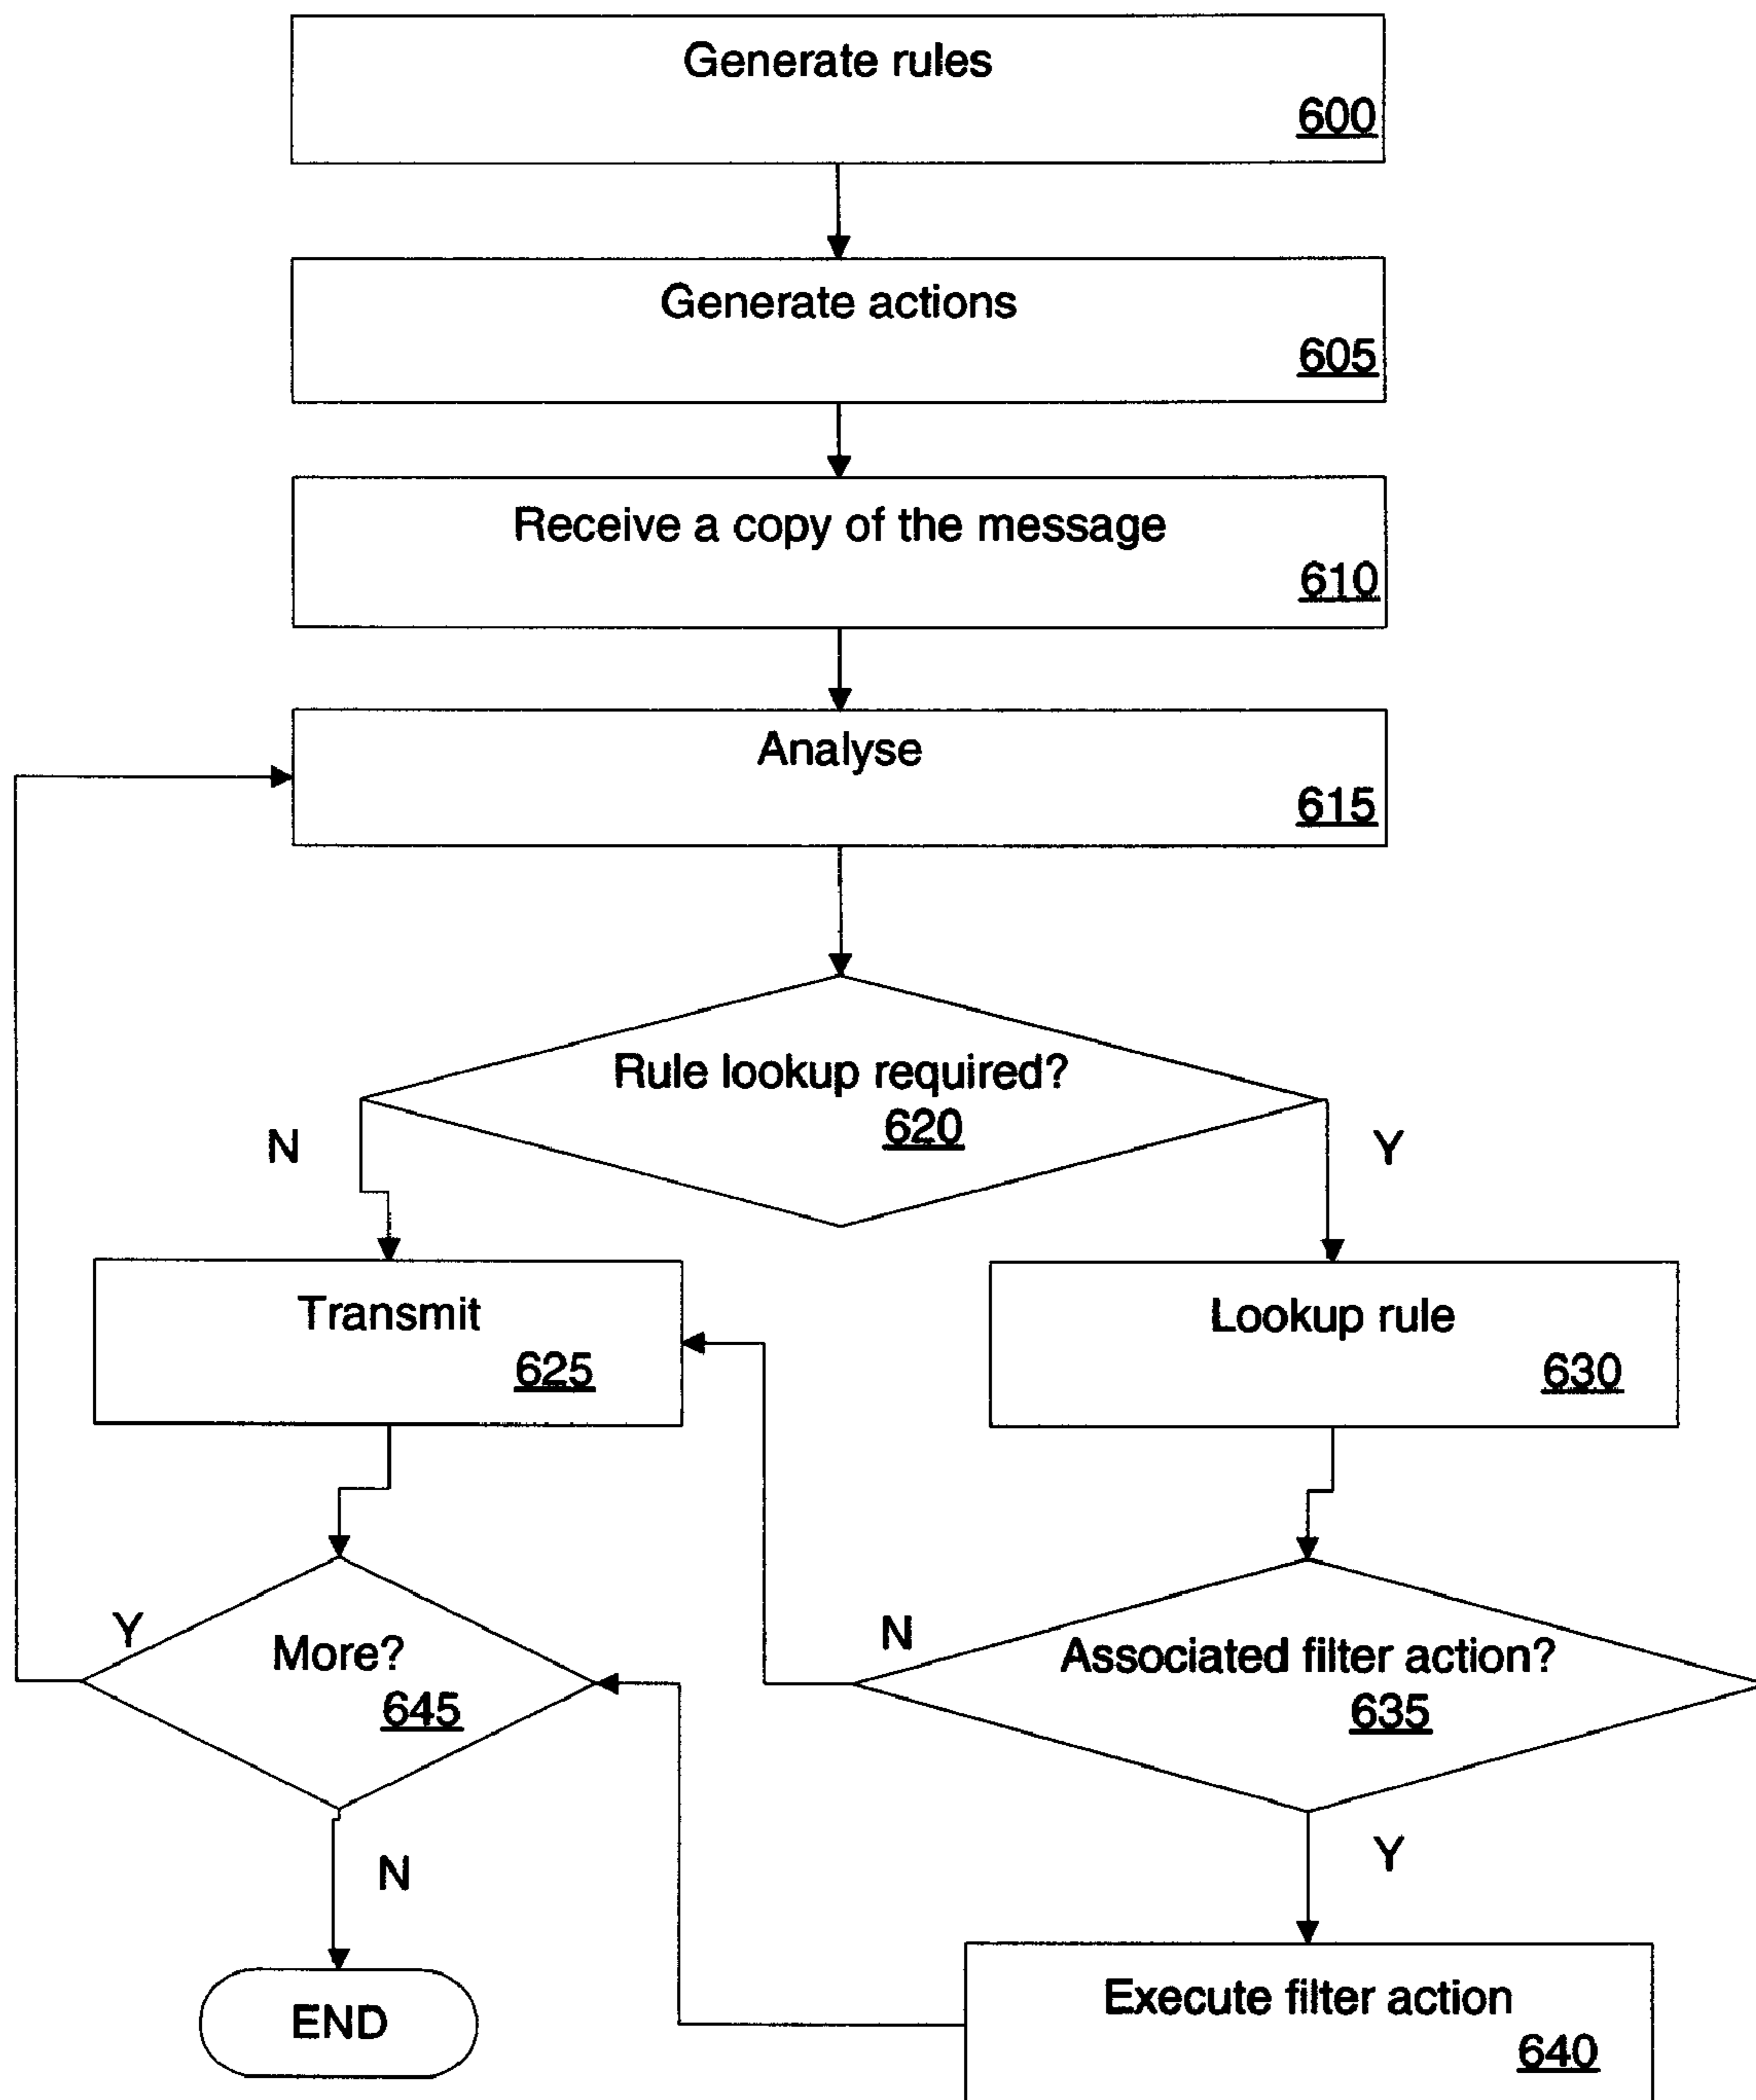 Generate rules
600
Generate actions
605
Receive a copy of the message
610
Analyse
615
Rule lookup required?
620
N
Y
Transmit
625
Lookup rule
630
Y
More?
645
N
Associated filter action?
635
N
Y
END
Execute filter action
640